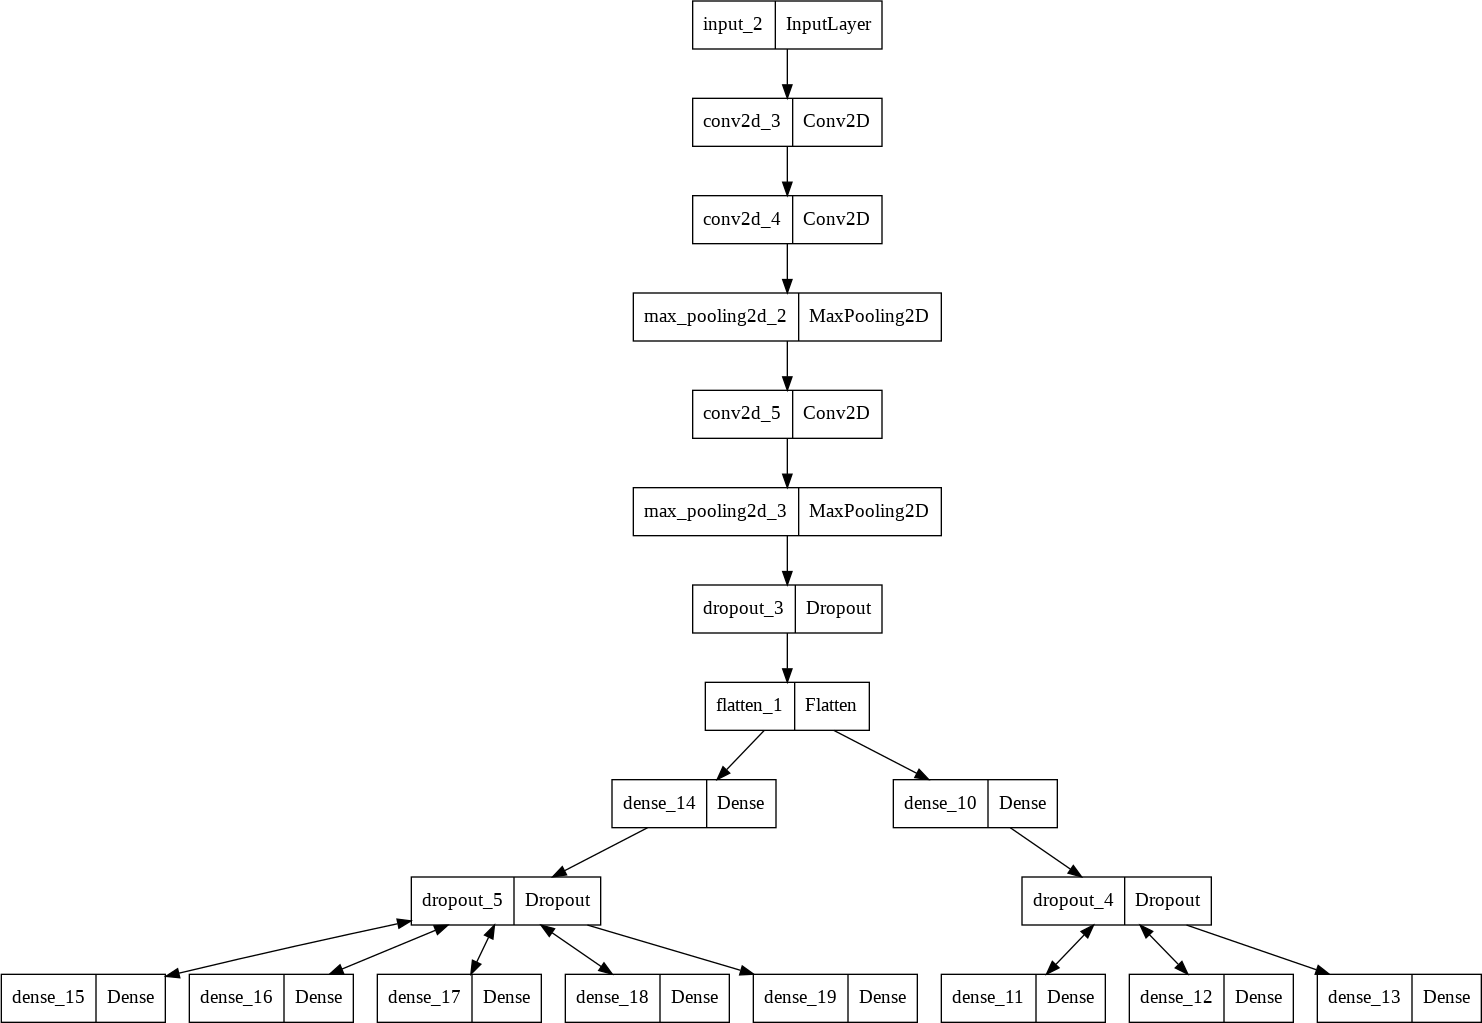 input_2 InputLayer
conv2d_3 Conv2D
conv2d_4 Conv2D
max_pooling2d_2 MaxPooling2D
conv2d_5 Conv2D
max_pooling2d_3 MaxPooling2D
dropout_3 Dropout
flatten_1 Flatten
dense_14 Dense
dense_10 Dense
dropout_5 Dropout
dropout_4 Dropout
dense_15 Dense
dense_16 Dense
dense_17 Dense
dense_18 Dense
dense_19 Dense
dense_11 Dense
dense_12 Dense
dense_13 Dense